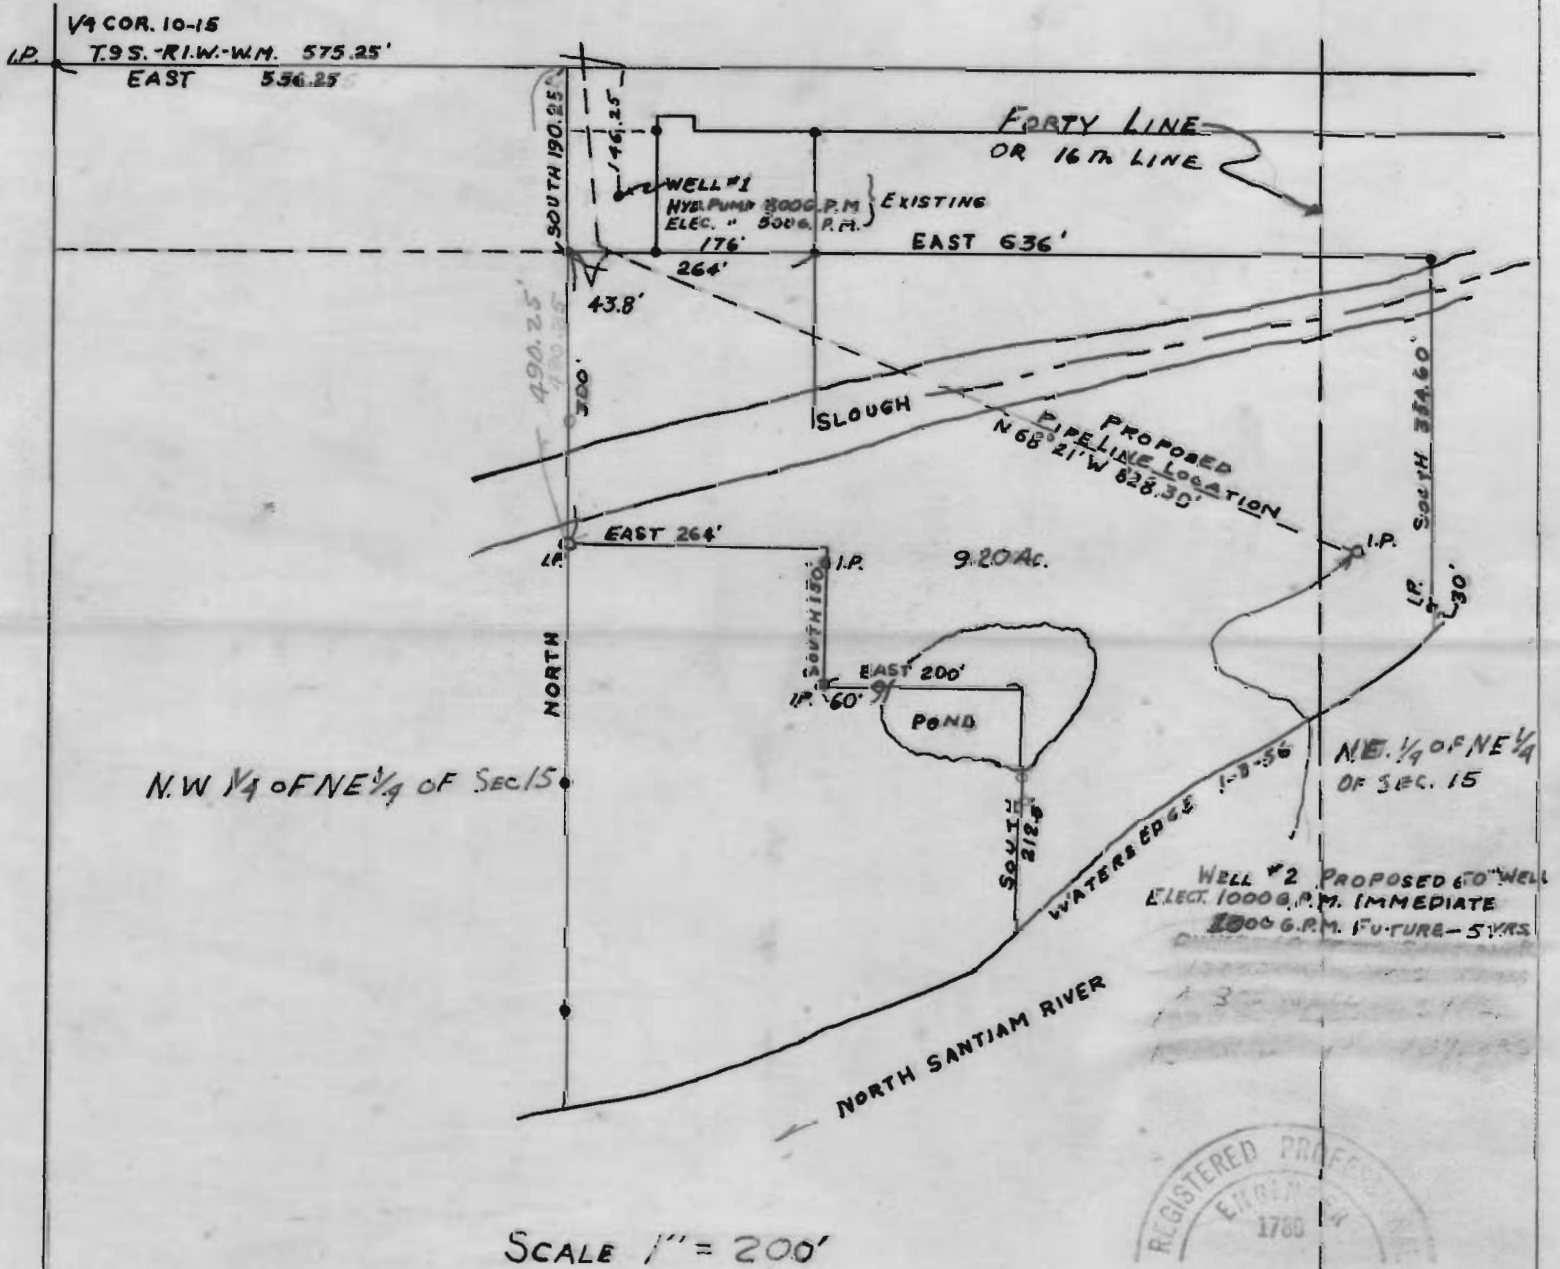 1/4 COR. 10-15
I.P.
T.9S.-R.1.W.-W.M. 575.25'
EAST 556.25
SOUTH 190.25'
146.25
FORTY LINE
OR 16TH LINE
WELL #1
HYD. PUMP 800 G.P.M
ELEC. " 500 G.P.M.
EXISTING
176'
264'
EAST 636'
43.8'
490.25'
300'
SLOUGH
PROPOSED
PIPELINE LOCATION
N 68° 21' W 828.30'
SOUTH 354.60'
I.P.
EAST 264'
I.P.
I.P.
9.20 AC.
I.P.
30'
SOUTH 150'
NORTH
EAST 200'
I.P.
60'
POND
N.W 1/4 OF NE 1/4 OF SEC 15
N.E. 1/4 OF NE 1/4
OF SEC. 15
SOUTH
212.5'
WATERS EDGE 1-8-56
WELL #2 PROPOSED 60" WELL
ELECT. 1000 G.P.M. IMMEDIATE
G.P.M. FUTURE - 5 YRS
NORTH SANTIAM RIVER
REGISTERED PROFESSIONAL
ENGINEER
1780
SCALE 1" = 200'